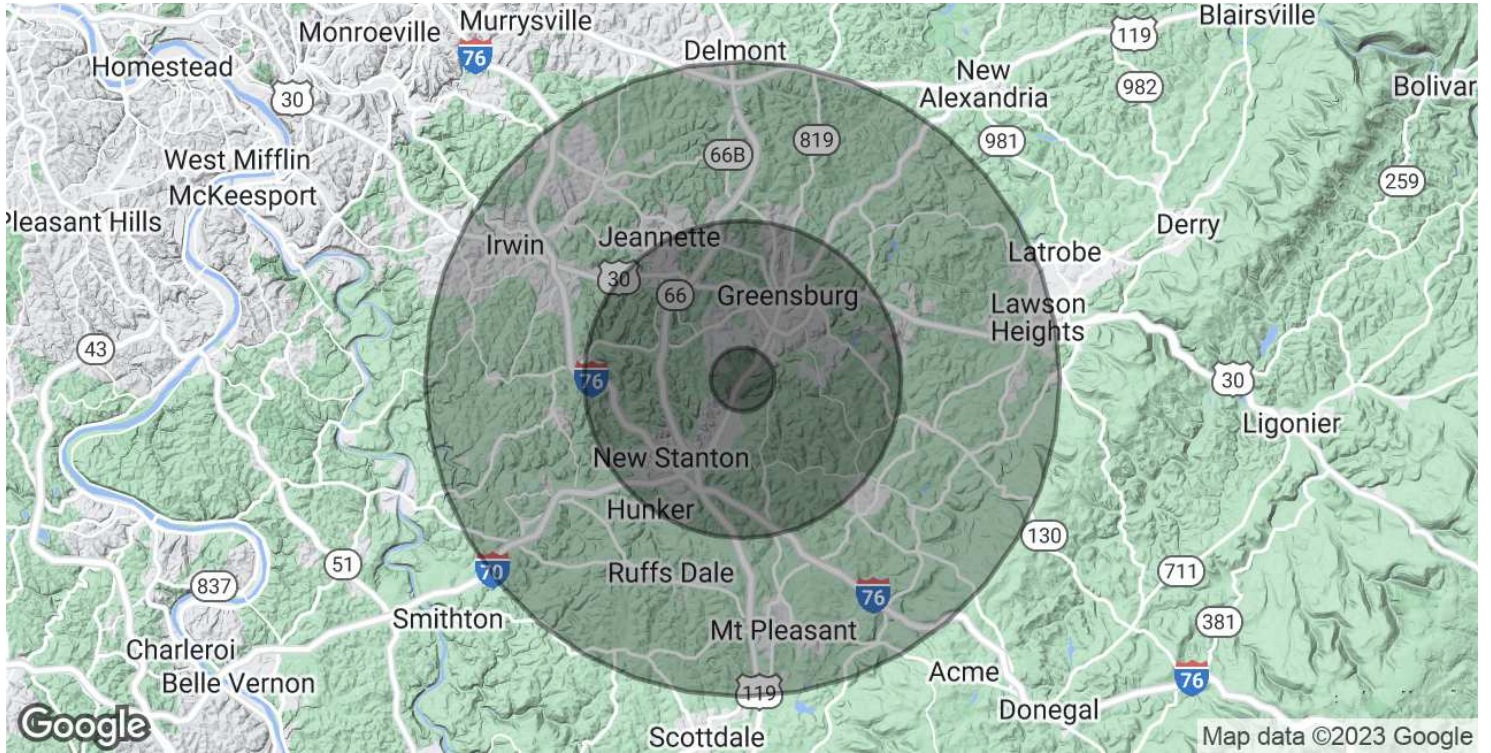 Murrysville
Blairsville
Monroeville
76
119
Delmont
Homestead
New
Alexandria
982
Bolivar
30
66B
819
981
West Mifflin
McKeesport
259
Pleasant Hills
Irwin
Jeannette
Latrobe
Derry
30
66
Greensburg
Lawson
Heights
43
76
30
Ligonier
New Stanton
Hunker
130
51
70
Ruffs Dale
711
837
76
Smithton
Mt Pleasant
381
Charleroi
Acme
Belle Vernon
119
76
Donegal
Google
Scottdale
Map data ©2023 Google